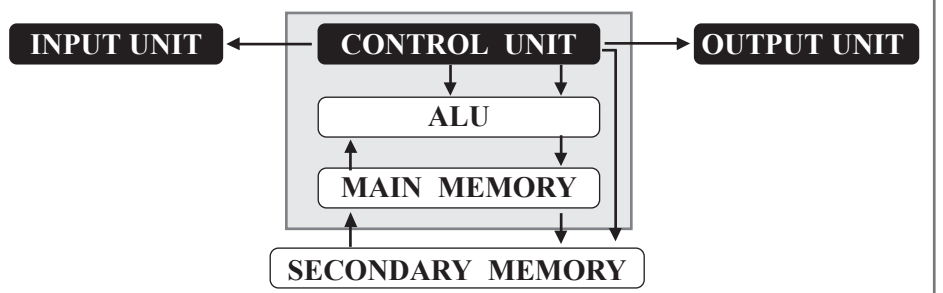 INPUT UNIT
CONTROL UNIT
OUTPUT UNIT
ALU
MAIN MEMORY
SECONDARY MEMORY